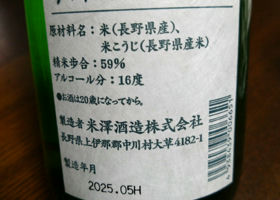 原材料名：米(長野県産)、
米こうじ(長野県産米)
精米歩合：59%
アルコール分：16度
●お酒は20歳になってから。
製造者 米澤酒造株式会社
長野県上伊那郡中川村大草4182-1
製造年月
2025.05H